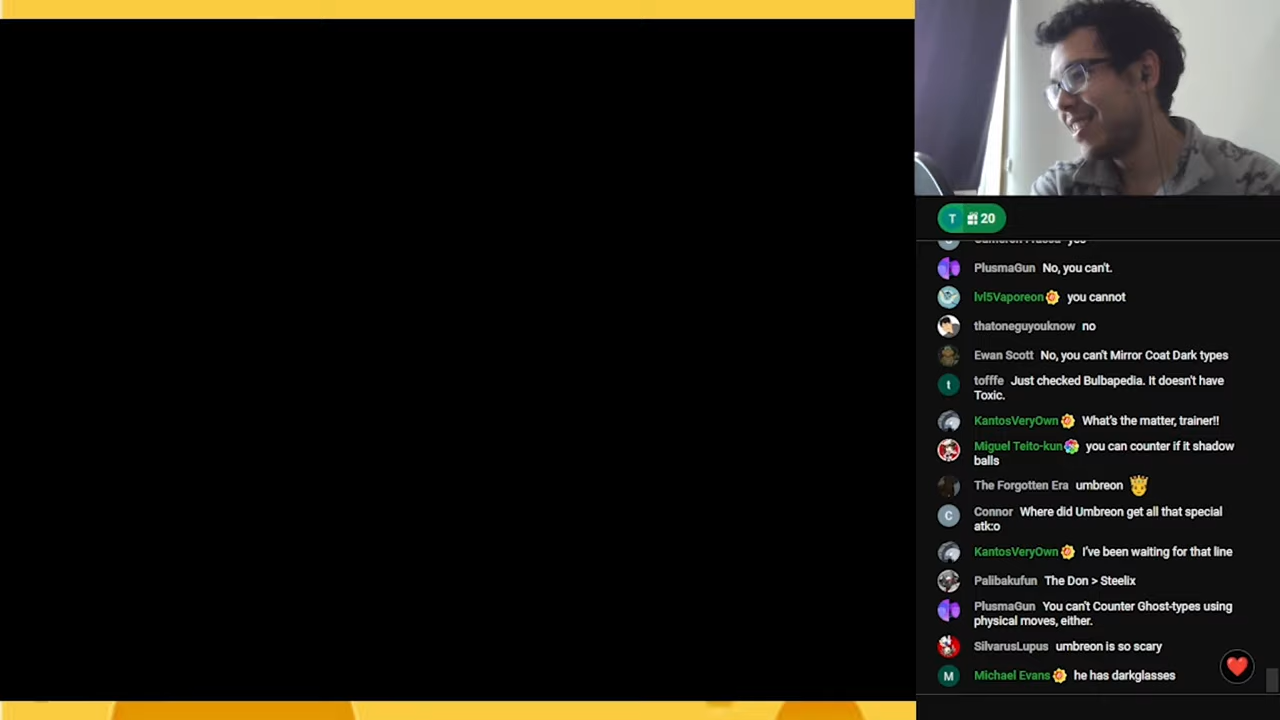 T 20
PlusmaGun No, you can't.
lvl5Vaporeon you cannot
thatoneguyouknow no
Ewan Scott No, you can't Mirror Coat Dark types
t tofffe Just checked Bulbapedia. It doesn't have
Toxic.
KantosVeryOwn What's the matter, trainer!!
Miguel Teito-kun you can counter if it shadow
balls
The Forgotten Era umbreon
C Connor Where did Umbreon get all that special
atk:o
KantosVeryOwn I've been waiting for that line
Palibakufun The Don > Steelix
PlusmaGun You can't Counter Ghost-types using
physical moves, either.
SilvarusLupus umbreon is so scary
M Michael Evans he has darkglasses